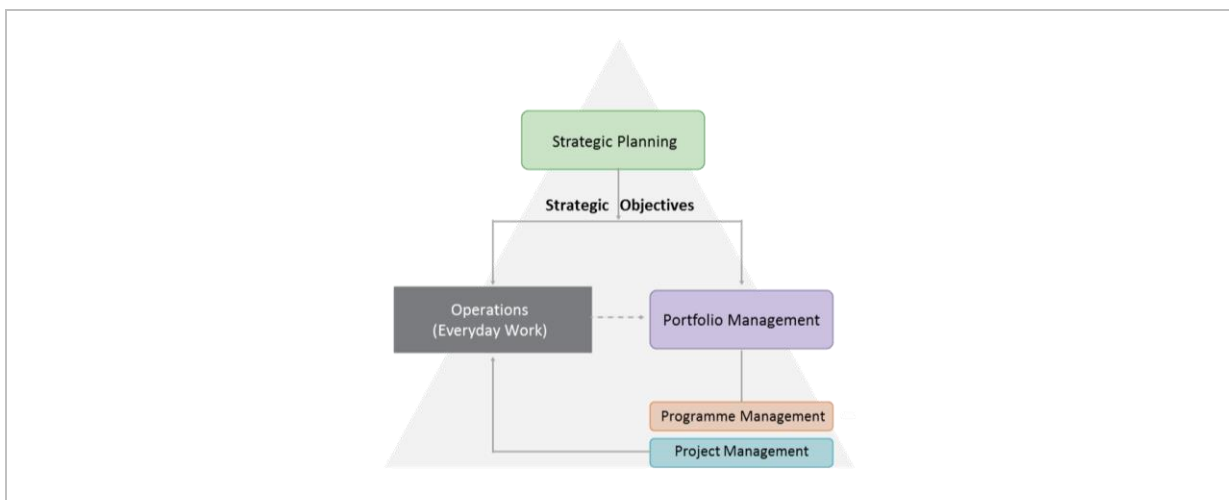 Strategic Planning
Strategic Objectives
Operations
(Everyday Work)
Portfolio Management
Programme Management
Project Management